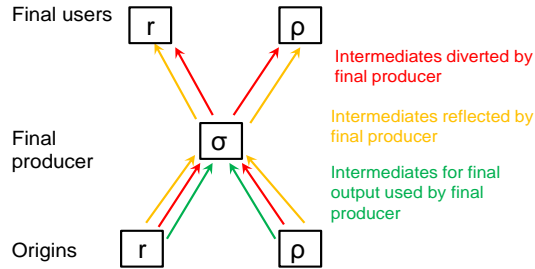 Final users
r
ρ
Intermediates diverted by
final producer
Intermediates reflected by
final producer
Final
producer
σ
Intermediates for final
output used by final
producer
Origins
r
ρ